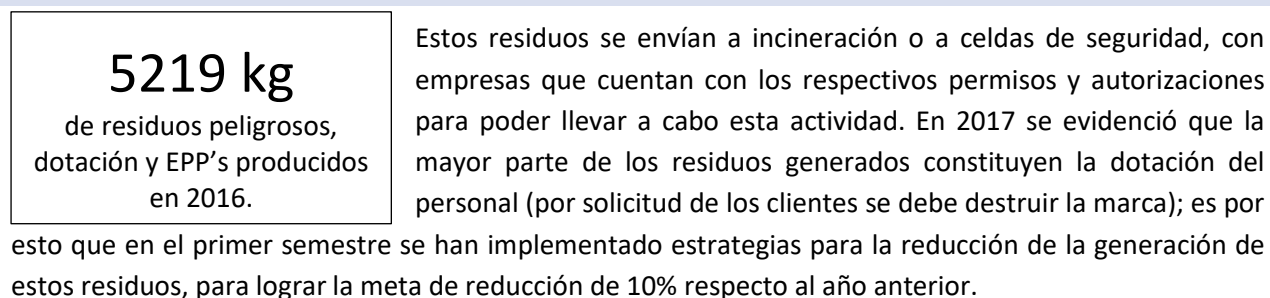 5219 kg
de residuos peligrosos,
dotación y EPP’s producidos
en 2016.
Estos residuos se envían a incineración o a celdas de seguridad, con
empresas que cuentan con los respectivos permisos y autorizaciones
para poder llevar a cabo esta actividad. En 2017 se evidenció que la
mayor parte de los residuos generados constituyen la dotación del
personal (por solicitud de los clientes se debe destruir la marca); es por
esto que en el primer semestre se han implementado estrategias para la reducción de la generación de
estos residuos, para lograr la meta de reducción de 10% respecto al año anterior.